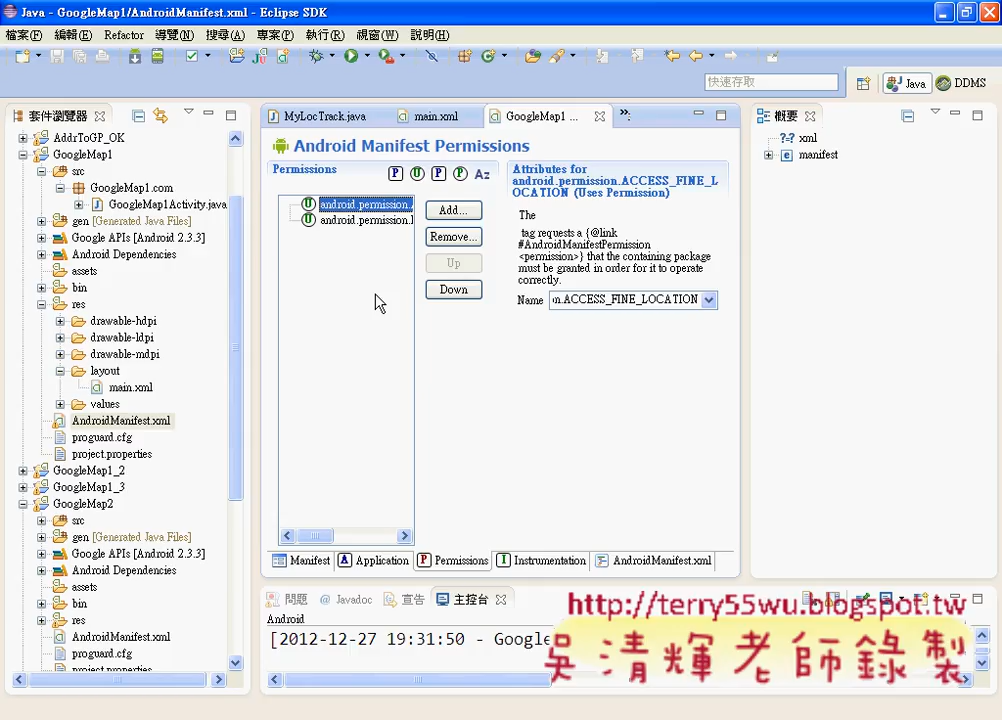 Java - GoogleMap1/AndroidManifest.xml - Eclipse SDK
檔案(F) 編輯(E) Refactor 導覽(N) 搜尋(A) 專案(P) 執行(R) 視窗(W) 說明(H)
快速存取
Java
DDMS
套件瀏覽器
AddrToGP_OK
GoogleMap1
src
GoogleMap1.com
GoogleMap1Activity.java
gen [Generated Java Files]
Google APIs [Android 2.3.3]
Android Dependencies
assets
bin
res
drawable-hdpi
drawable-ldpi
drawable-mdpi
layout
main.xml
values
AndroidManifest.xml
proguard.cfg
project.properties
GoogleMap1_2
GoogleMap1_3
GoogleMap2
src
gen [Generated Java Files]
Google APIs [Android 2.3.3]
Android Dependencies
assets
bin
res
AndroidManifest.xml
proguard.cfg
project.properties
MyLocTrack.java
main.xml
GoogleMap1 ...
Android Manifest Permissions
Permissions
P U P P Az
android.permission.
android.permission.
Add...
Remove...
Up
Down
Attributes for
android.permission.ACCESS_FINE_L
OCATION (Uses Permission)
The
tag requests a {@link
#AndroidManifestPermission
<permission>} that the containing package
must be granted in order for it to operate
correctly.
Name
n.ACCESS_FINE_LOCATION
Manifest
A Application
P Permissions
I Instrumentation
AndroidManifest.xml
概要
?=? xml
e manifest
問題
@ Javadoc
宣告
主控台
Android
[2012-12-27 19:31:50 - Google
http://terry55wu.blogspot.tw
吳清輝老師錄製